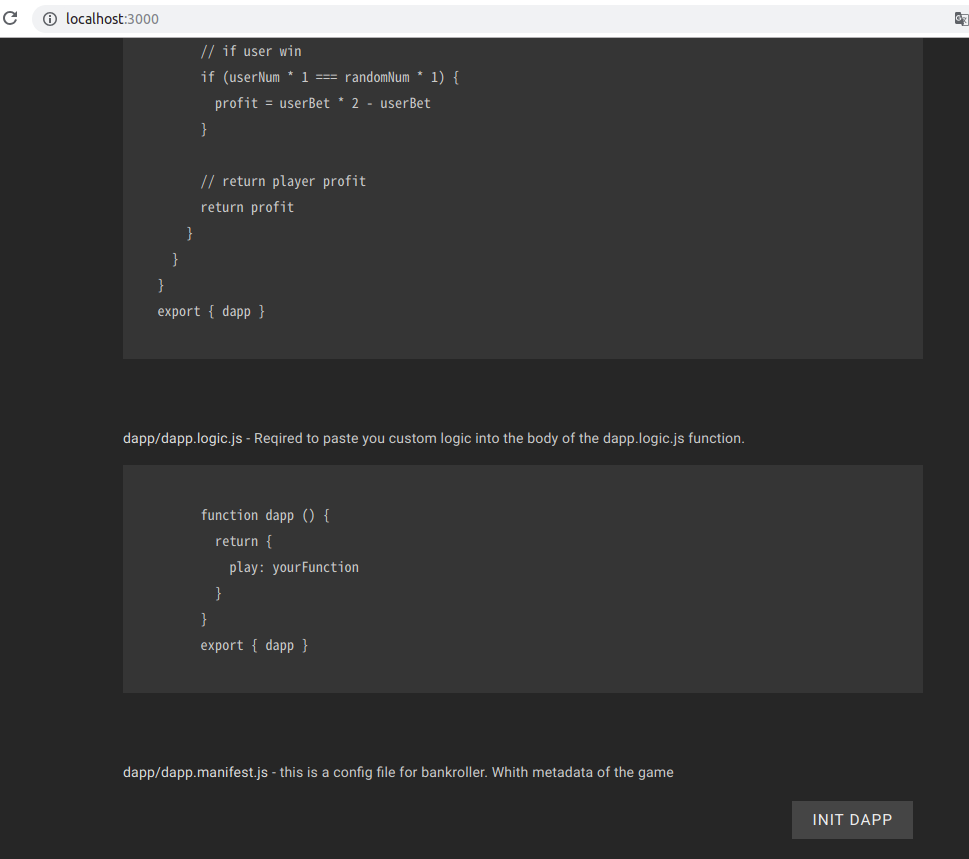 localhost:3000
// if user win
if (userNum * 1 === randomNum * 1) {
profit = userBet * 2 - userBet
}
// return player profit
return profit
}
}
}
export { dapp }
dapp/dapp.logic.js - Reqired to paste you custom logic into the body of the dapp.logic.js function.
function dapp () {
return {
play: yourFunction
}
}
export { dapp }
dapp/dapp.manifest.js - this is a config file for bankroller. Whith metadata of the game
INIT DAPP